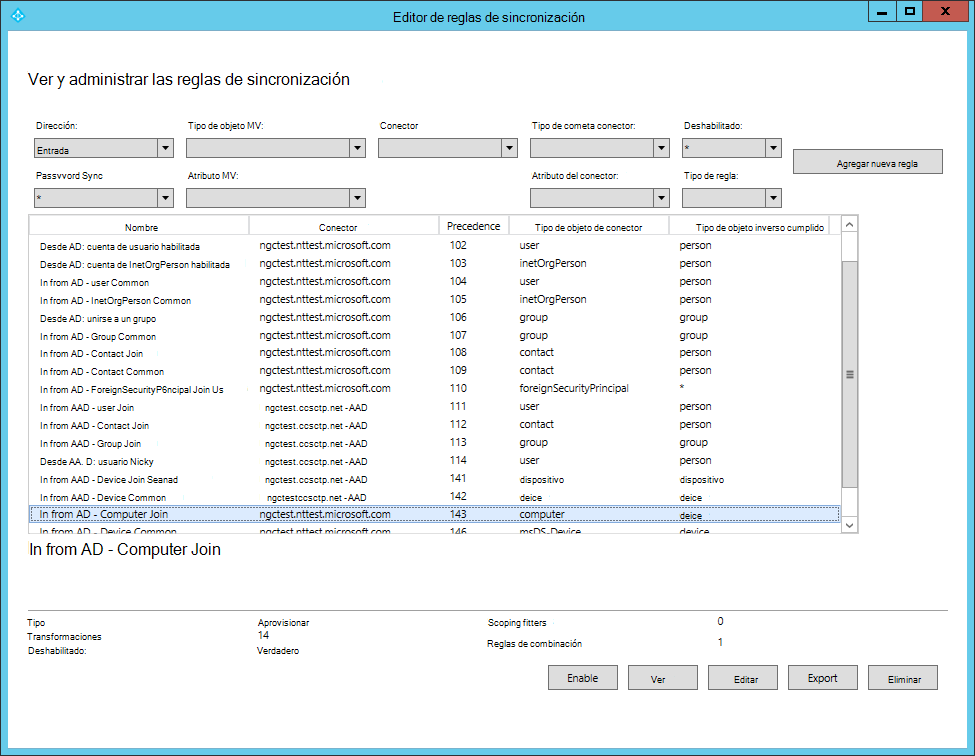 Editor de reglas de sincronización
Ver y administrar las reglas de sincronización
Dirección: Tipo de objeto MV: Conector Tipo de cometa conector: Deshabilitado:
Entrada *
Agregar nueva regla
Passvvord Sync Atributo MV: Atributo del conector: Tipo de regla:
*
Nombre Conector Precedence Tipo de objeto de conector Tipo de objeto inverso cumplido
Desde AD: cuenta de usuario habilitada ngctest.nttest.microsoft.com 102 user person
Desde AD: cuenta de InetOrgPerson habilitada ngctest.nttest.microsoft.com 103 inetOrgPerson person
In from AD - user Common ngctest.nttest.microsoft.com 104 user person
In from AD - InetOrgPerson Common ngctest.nttest.microsoft.com 105 inetOrgPerson person
Desde AD: unirse a un grupo ngctest.nttest.microsoft.com 106 group group
In from AD - Group Common ngctest.nttest.microsoft.com 107 group group
In from AD - Contact Join ngctest.nttest.microsoft.com 108 contact person
In from AD - Contact Common ngctest.nttest.microsoft.com 109 contact person
In from AD - ForeignSecurityP6ncipal Join Us ngctest.nttest.microsoft.com 110 foreignSecurityPrincipal *
In from AAD - user Join ngctest.ccsctp.net -AAD 111 user person
In from AAD - Contact Join ngctest.ccsctp.net -AAD 112 contact person
In from AAD - Group Join ngctest.ccsctp.net -AAD 113 group group
Desde AA. D: usuario Nicky ngctest.ccsctp.net -AAD 114 user person
In from AAD - Device Join Seanad ngctest.ccsctp.net -AAD 141 dispositivo dispositivo
In from AAD - Device Common ngctestccsctp.net -AAD 142 deice deice
In from AD - Computer Join ngctest.nttest.microsoft.com 143 computer deice
In from AD - Device Common ngctest.nttest.microsoft.com 146 msDS-Device device
In from AD - Computer Join
Tipo Aprovisionar Scoping fitters 0
Transformaciones 14
Reglas de combinación 1
Deshabilitado: Verdadero
Enable Ver Editar Export Eliminar